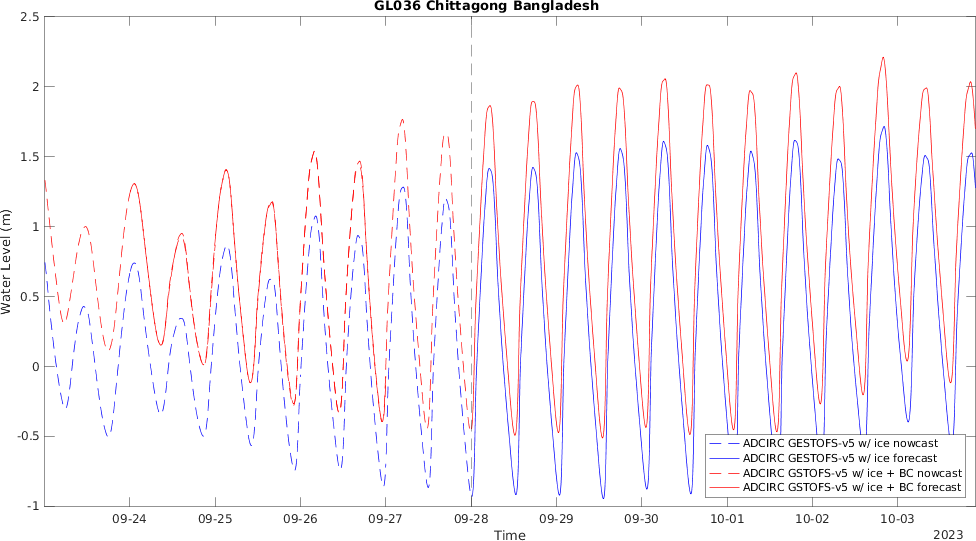 GL036 Chittagong Bangladesh
2.5
2
1.5
1
0.5
0
-0.5
-1
Water Level (m)
ADCIRC GESTOFS-v5 w/ ice nowcast
ADCIRC GESTOFS-v5 w/ ice forecast
ADCIRC GSTOFS-v5 w/ ice + BC nowcast
ADCIRC GSTOFS-v5 w/ ice + BC forecast
09-24 09-25 09-26 09-27 09-28 09-29 09-30 10-01 10-02 10-03
Time
2023